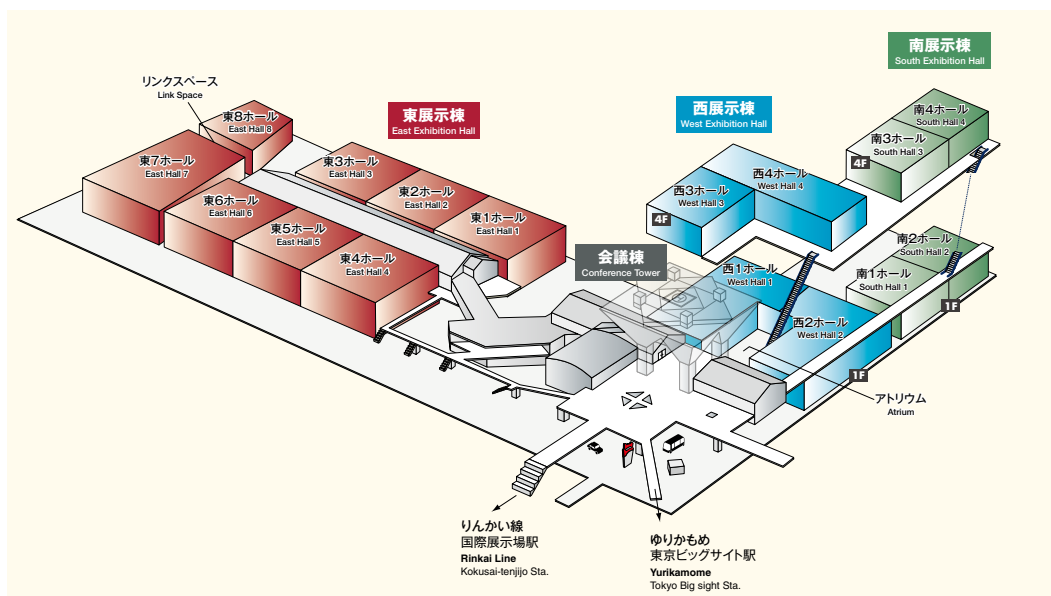 南展示棟
South Exhibition Hall
リンクスペース
Link Space
東展示棟
East Exhibition Hall
西展示棟
West Exhibition Hall
東8ホール
East Hall 8
東7ホール
East Hall 7
東3ホール
East Hall 3
東2ホール
East Hall 2
東1ホール
East Hall 1
東6ホール
East Hall 6
東5ホール
East Hall 5
東4ホール
East Hall 4
南4ホール
South Hall 4
南3ホール
South Hall 3
4F
西4ホール
West Hall 4
西3ホール
West Hall 3
4F
会議棟
Conference Tower
南2ホール
South Hall 2
南1ホール
South Hall 1
1F
西1ホール
West Hall 1
西2ホール
West Hall 2
1F
アトリウム
Atrium
りんかい線
国際展示場駅
Rinkai Line
Kokusai-tenjijo Sta.
ゆりかもめ
東京ビッグサイト駅
Yurikamome
Tokyo Big sight Sta.